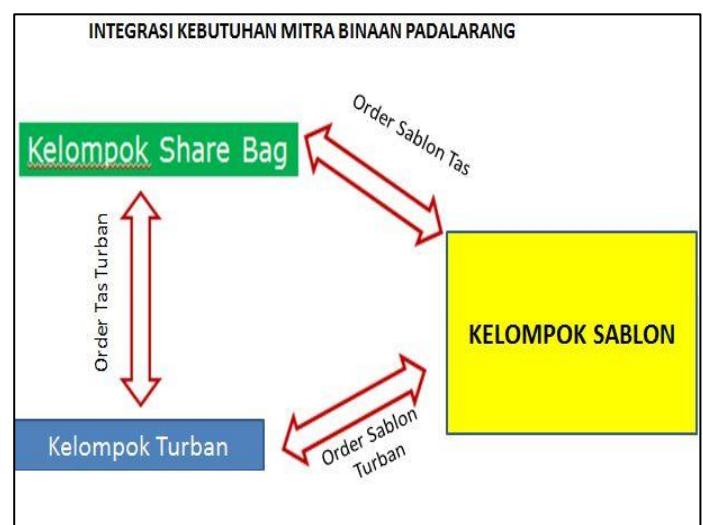 INTEGRASI KEBUTUHAN MITRA BINAAN PADALARANG
Order Sablon Tas
Kelompok Share Bag
Order Tas Turban
KELOMPOK SABLON
Kelompok Turban
Order Sablon
Turban